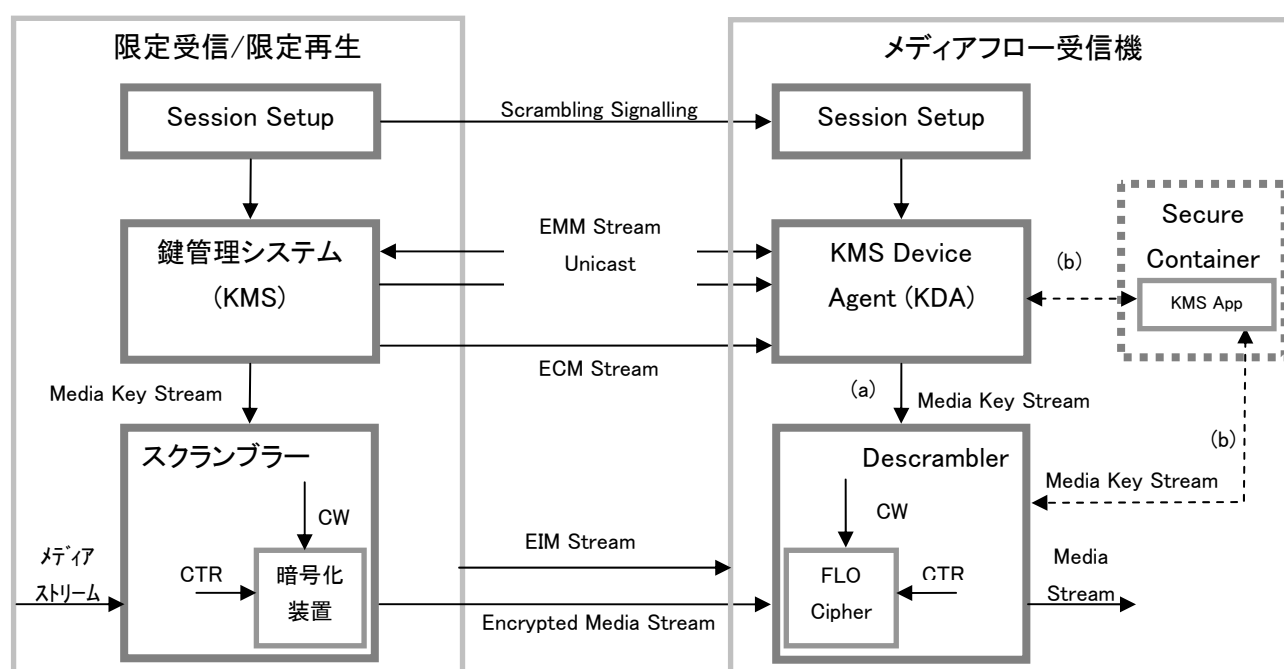 限定受信/限定再生
メディアフロー受信機
Session Setup
Scrambling Signalling
Session Setup
鍵管理システム
(KMS)
EMM Stream
Unicast
KMS Device
Agent (KDA)
(b)
Secure
Container
KMS App
ECM Stream
Media Key Stream
(a)
Media Key Stream
スクランブラー
Descrambler
(b)
Media Key Stream
CW
CW
メディア
ストリーム
CTR
暗号化
装置
EIM Stream
FLO
Cipher
CTR
Media
Stream
Encrypted Media Stream